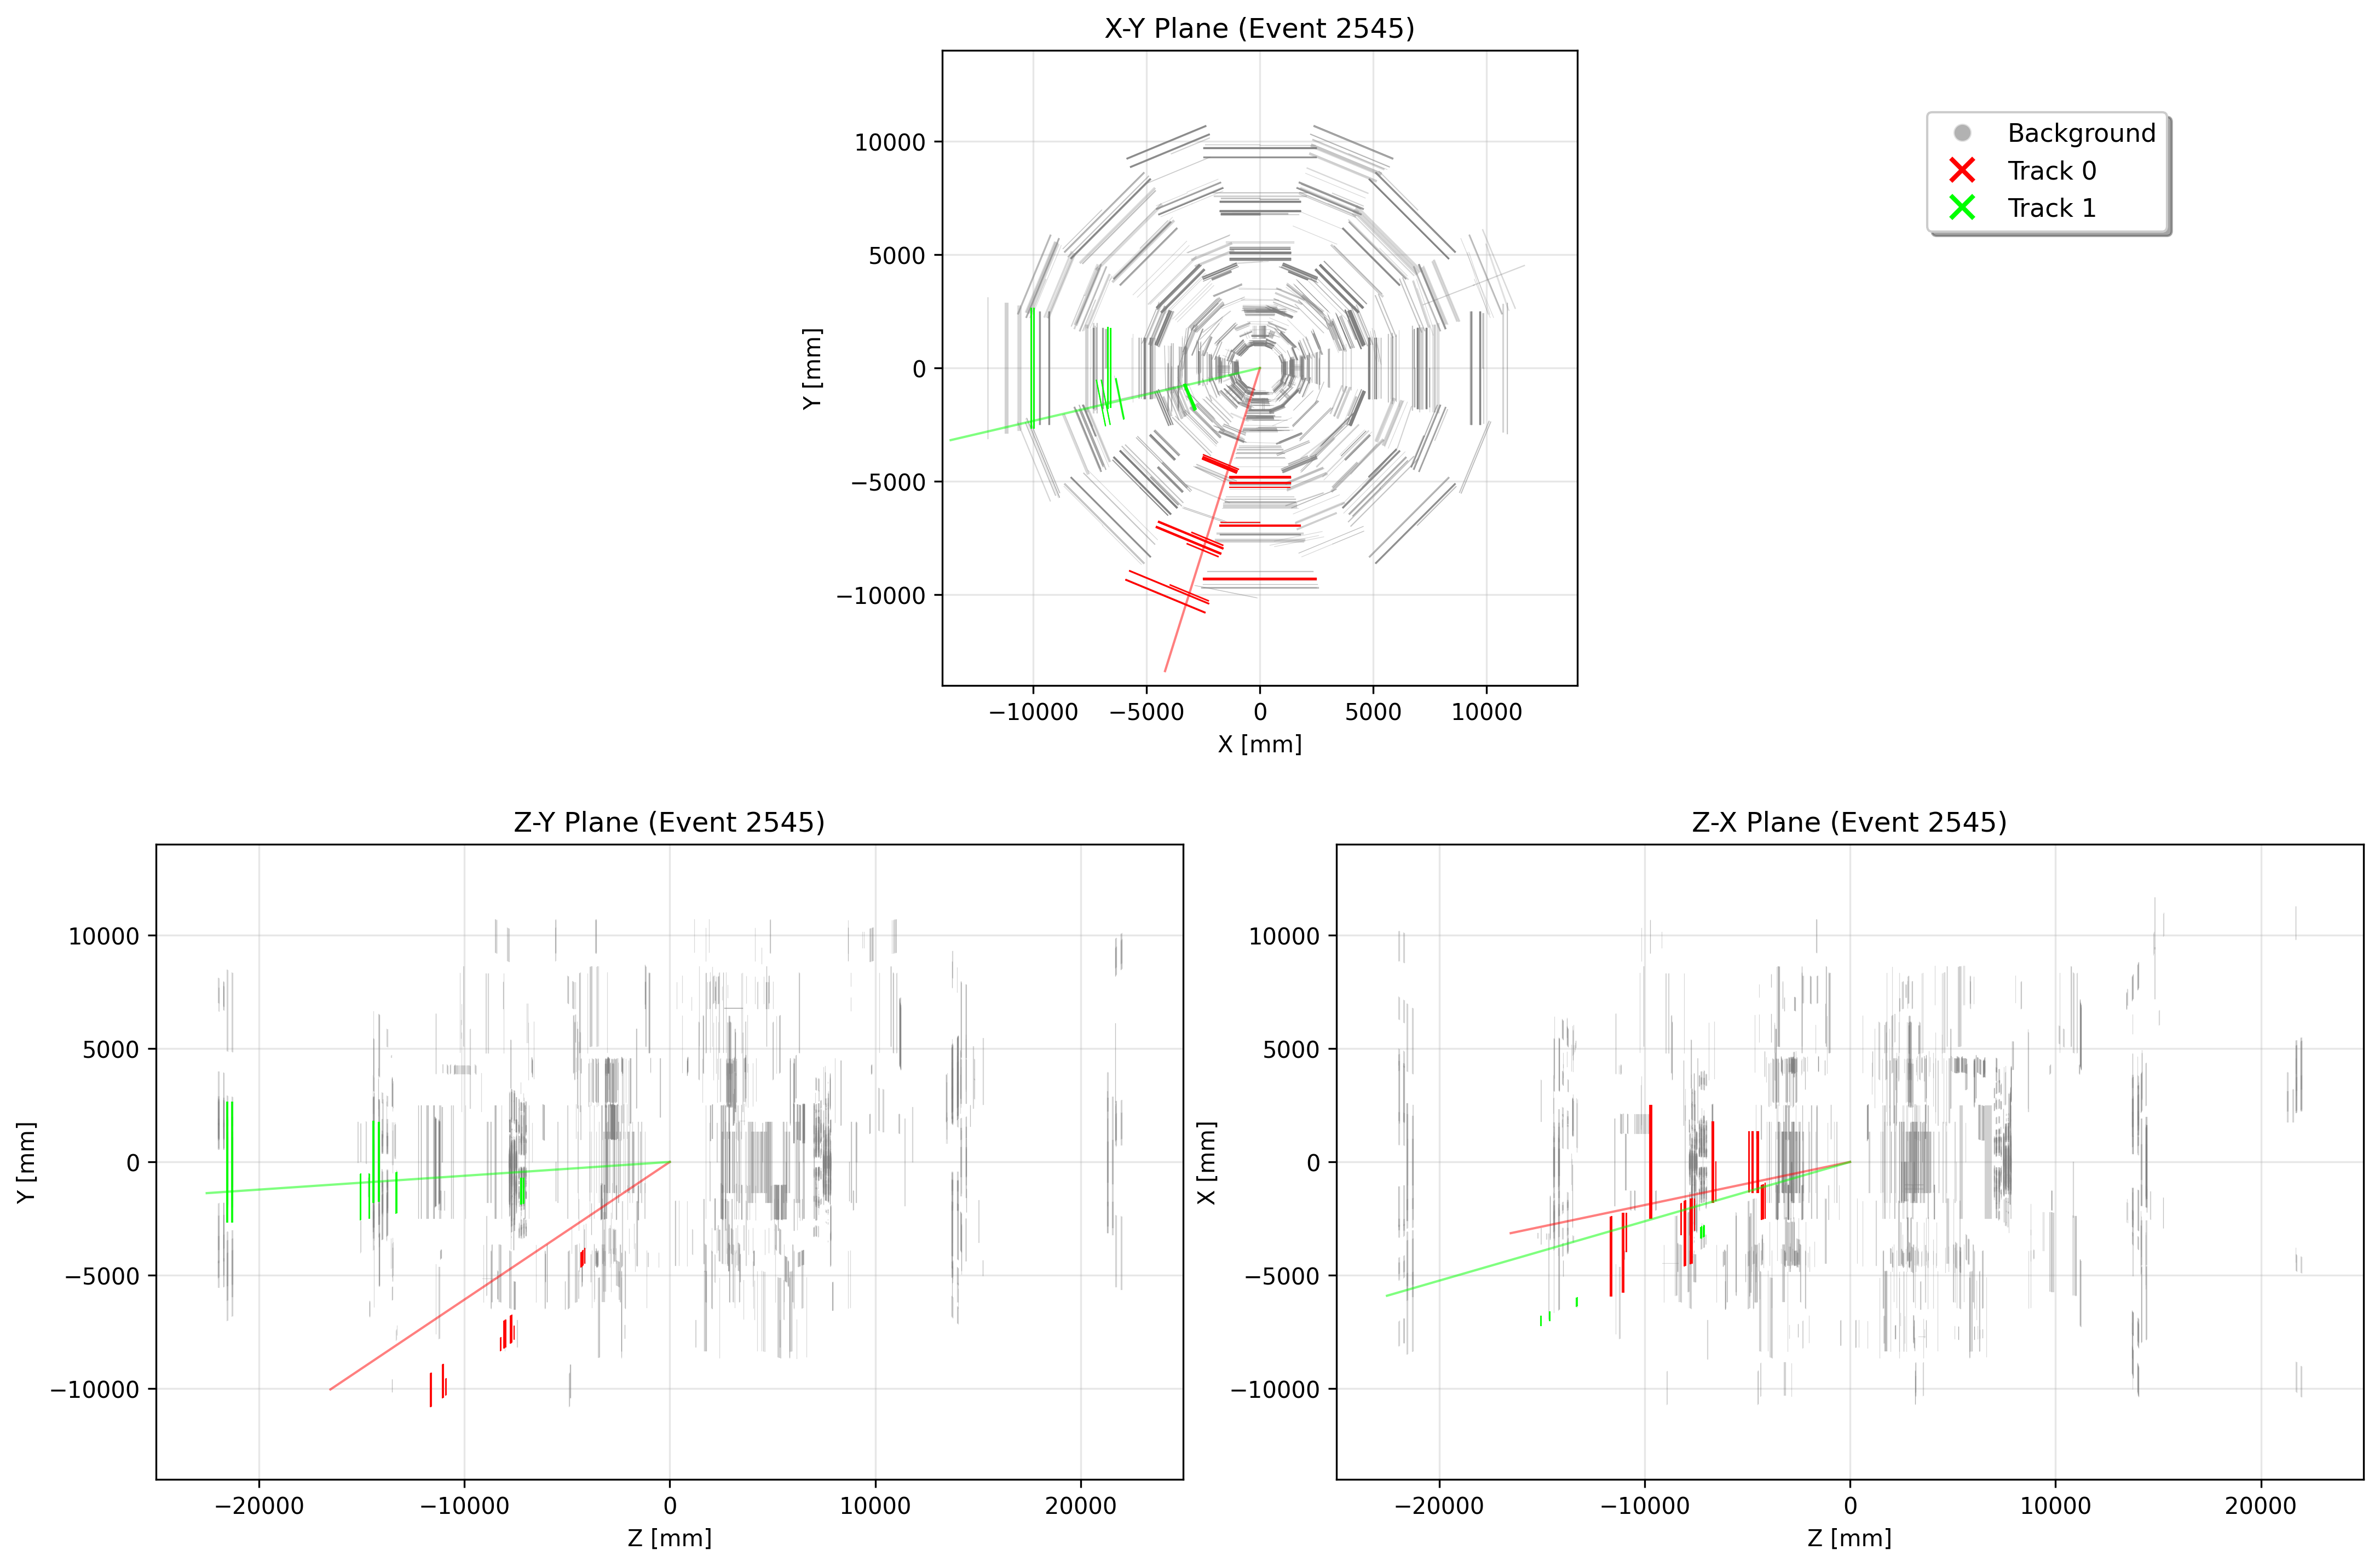 X-Y Plane (Event 2545)
Background
Track 0
Track 1
Y [mm]
10000
5000
0
−5000
−10000
−10000 −5000 0 5000 10000
X [mm]
Z-Y Plane (Event 2545)
Y [mm]
10000
5000
0
−5000
−10000
−20000 −10000 0 10000 20000
Z [mm]
Z-X Plane (Event 2545)
X [mm]
10000
5000
0
−5000
−10000
−20000 −10000 0 10000 20000
Z [mm]